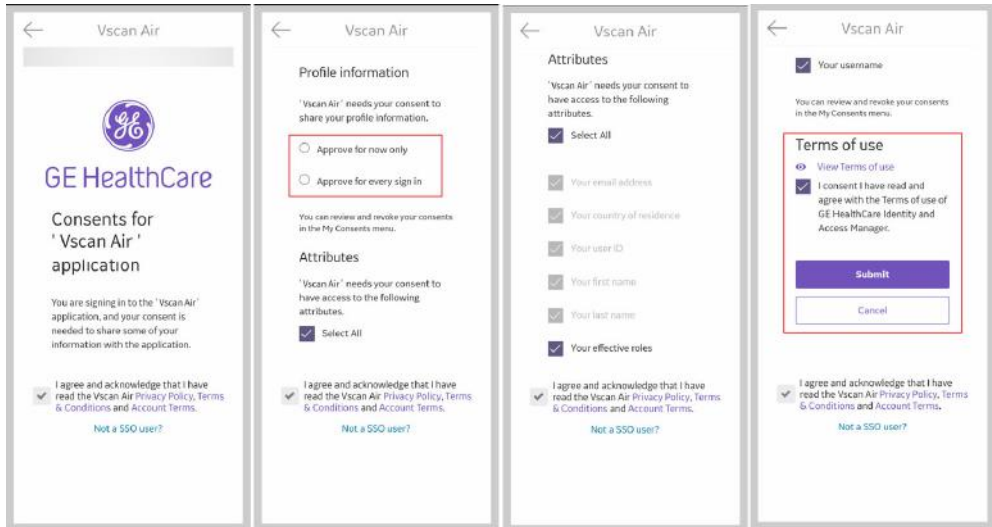 Vscan Air
GE HealthCare
Consents for
'Vscan Air'
application
You are signing in to the 'Vscan Air'
application, and your consent is
needed to share some of your
information with the application.
I agree and acknowledge that I have
read the Vscan Air Privacy Policy, Terms
& Conditions and Account Terms.
Not a SSO user?
Vscan Air
Profile information
'Vscan Air' needs your consent to
share your profile information.
Approve for now only
Approve for every sign in
You can review and revoke your consents
in the My Consents menu.
Attributes
'Vscan Air' needs your consent to
have access to the following
attributes.
Select All
I agree and acknowledge that I have
read the Vscan Air Privacy Policy, Terms
& Conditions and Account Terms.
Not a SSO user?
Vscan Air
Attributes
'Vscan Air' needs your consent to
have access to the following
attributes.
Select All
Your email address
Your country of residence
Your user ID
Your first name
Your last name
Your effective roles
I agree and acknowledge that I have
read the Vscan Air Privacy Policy, Terms
& Conditions and Account Terms.
Not a SSO user?
Vscan Air
Your username
You can review and revoke your consents
in the My Consents menu.
Terms of use
View Terms of use
I consent I have read and
agree with the Terms of use of
GE HealthCare Identity and
Access Manager.
Submit
Cancel
I agree and acknowledge that I have
read the Vscan Air Privacy Policy, Terms
& Conditions and Account Terms.
Not a SSO user?